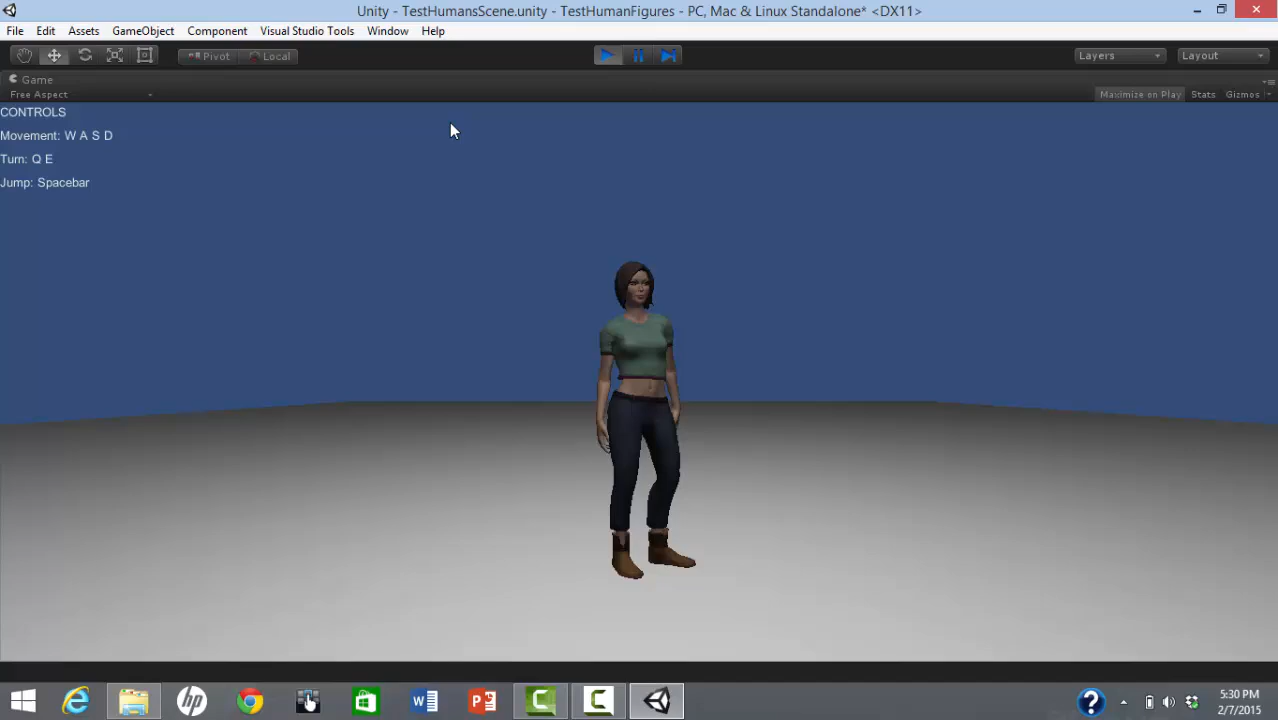 Unity - TestHumansScene.unity - TestHumanFigures - PC, Mac & Linux Standalone* <DX11>
File Edit Assets GameObject Component Visual Studio Tools Window Help
Pivot Local Layers Layout
Game
Free Aspect Maximize on Play Stats Gizmos
CONTROLS
Movement: W A S D
Turn: Q E
Jump: Spacebar
5:30 PM
2/7/2015